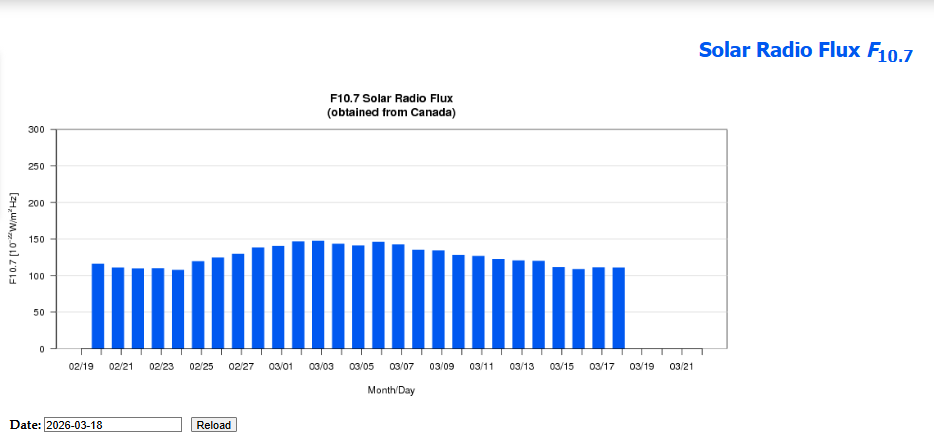 Solar Radio Flux F10.7
F10.7 Solar Radio Flux
(obtained from Canada)
300
250
200
150
100
50
0
F10.7 [10⁻²²W/m²Hz]
02/19 02/21 02/23 02/25 02/27 03/01 03/03 03/05 03/07 03/09 03/11 03/13 03/15 03/17 03/19 03/21
Month/Day
Date: 2026-03-18 Reload